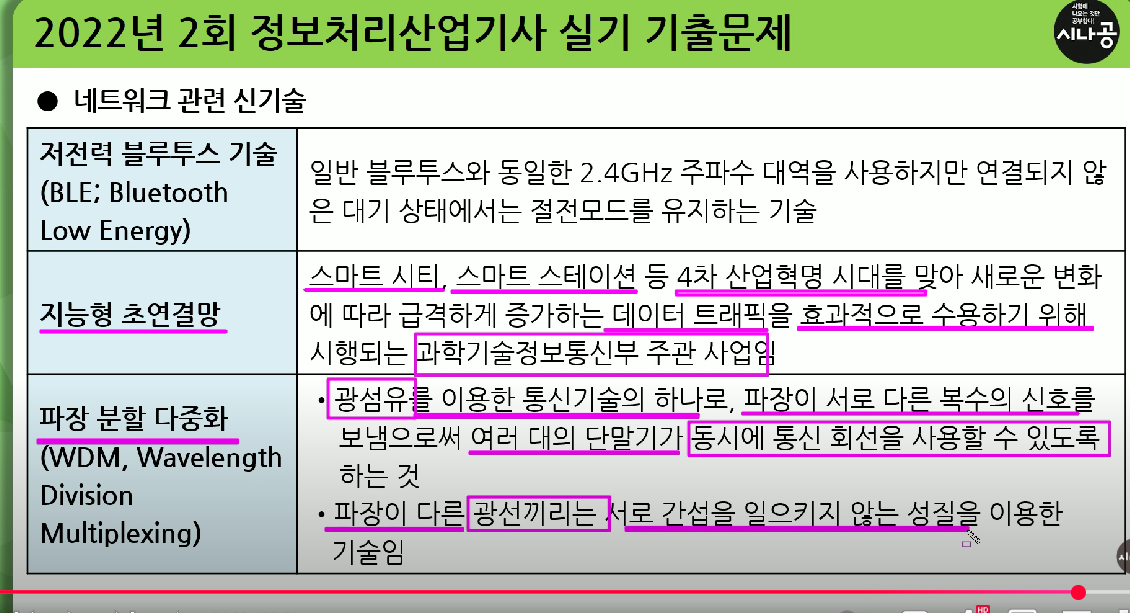 2022년 2회 정보처리산업기사 실기 기출문제
시험에
나오는 것만
공부한다!
시나공
● 네트워크 관련 신기술
저전력 블루투스 기술
(BLE; Bluetooth
Low Energy)
일반 블루투스와 동일한 2.4GHz 주파수 대역을 사용하지만 연결되지 않
은 대기 상태에서는 절전모드를 유지하는 기술
지능형 초연결망
스마트 시티, 스마트 스테이션 등 4차 산업혁명 시대를 맞아 새로운 변화
에 따라 급격하게 증가하는 데이터 트래픽을 효과적으로 수용하기 위해
시행되는 과학기술정보통신부 주관 사업임
파장 분할 다중화
(WDM, Wavelength
Division
Multiplexing)
• 광섬유를 이용한 통신기술의 하나로, 파장이 서로 다른 복수의 신호를
보냄으로써 여러 대의 단말기가 동시에 통신 회선을 사용할 수 있도록
하는 것
• 파장이 다른 광선끼리는 서로 간섭을 일으키지 않는 성질을 이용한
기술임
HD